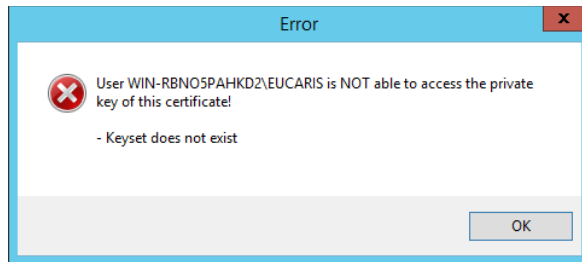 Error
x
User WIN-RBNO5PAHKD2\EUCARIS is NOT able to access the private
key of this certificate!
- Keyset does not exist
OK